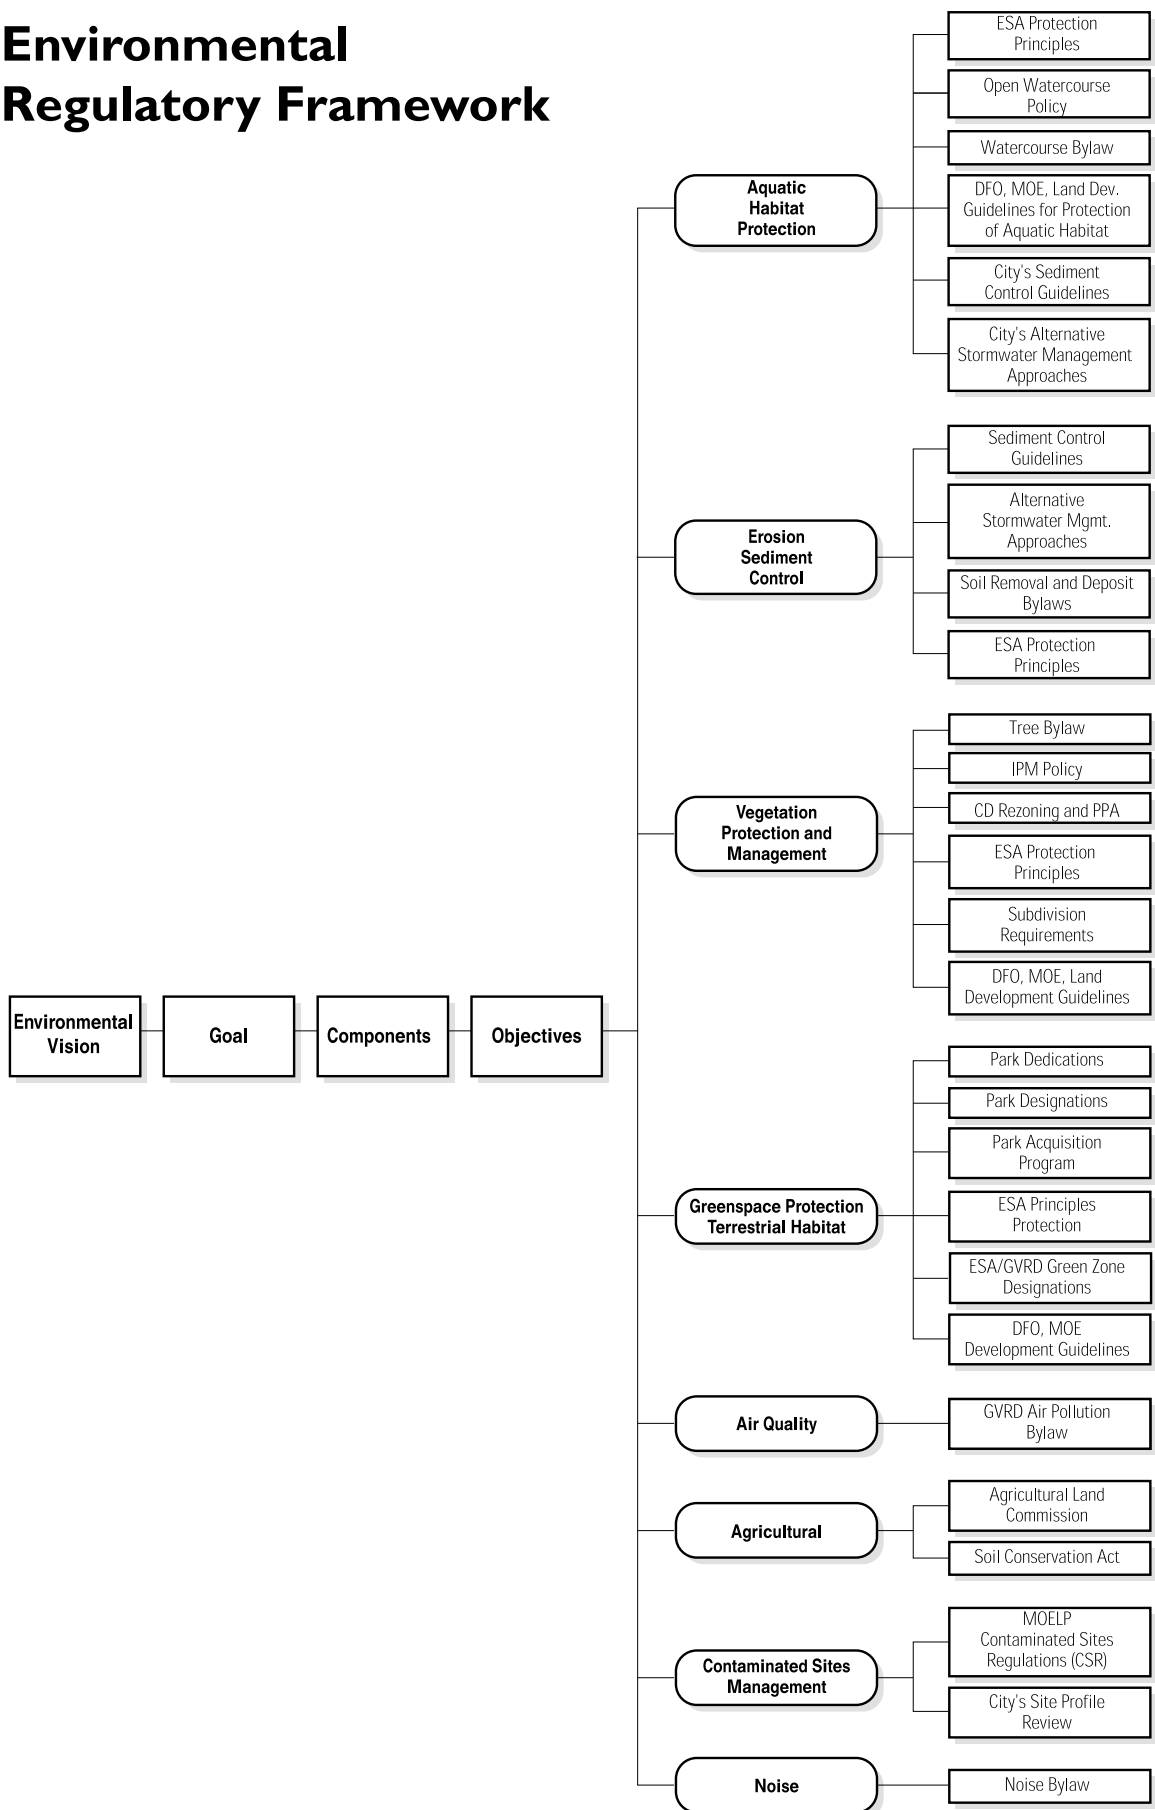 Environmental
Regulatory Framework
Environmental
Vision
Goal
Components
Objectives
Aquatic
Habitat
Protection
ESA Protection
Principles
Open Watercourse
Policy
Watercourse Bylaw
DFO, MOE, Land Dev.
Guidelines for Protection
of Aquatic Habitat
City's Sediment
Control Guidelines
City's Alternative
Stormwater Management
Approaches
Erosion
Sediment
Control
Sediment Control
Guidelines
Alternative
Stormwater Mgmt.
Approaches
Soil Removal and Deposit
Bylaws
ESA Protection
Principles
Vegetation
Protection and
Management
Tree Bylaw
IPM Policy
CD Rezoning and PPA
ESA Protection
Principles
Subdivision
Requirements
DFO, MOE, Land
Development Guidelines
Greenspace Protection
Terrestrial Habitat
Park Dedications
Park Designations
Park Acquisition
Program
ESA Principles
Protection
ESA/GVRD Green Zone
Designations
DFO, MOE
Development Guidelines
Air Quality
GVRD Air Pollution
Bylaw
Agricultural
Agricultural Land
Commission
Soil Conservation Act
Contaminated Sites
Management
MOELP
Contaminated Sites
Regulations (CSR)
City's Site Profile
Review
Noise
Noise Bylaw